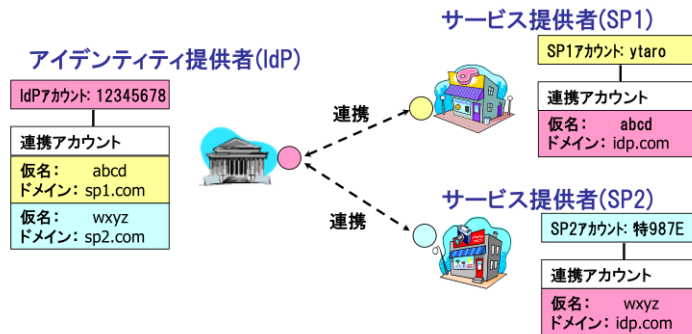 アイデンティティ提供者(IdP)
IdPアカウント: 12345678
連携アカウント
仮名: abcd
ドメイン: sp1.com
仮名: wxyz
ドメイン: sp2.com
連携
連携
サービス提供者(SP1)
SP1アカウント: ytaro
連携アカウント
仮名: abcd
ドメイン: idp.com
サービス提供者(SP2)
SP2アカウント: 特987E
連携アカウント
仮名: wxyz
ドメイン: idp.com